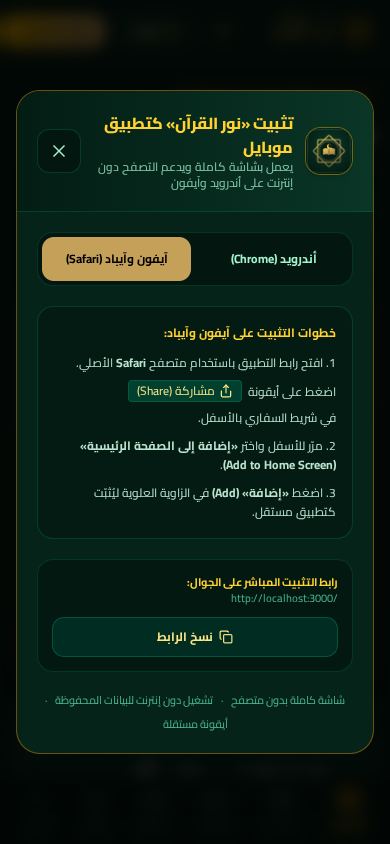 تثبيت «نور القرآن» كتطبيق
موبايل
يعمل بشاشة كاملة ويدعم التصفح دون
إنترنت على أندرويد وآيفون
أندرويد (Chrome)
آيفون وآيباد (Safari)
خطوات التثبيت على آيفون وآيباد:
1. افتح رابط التطبيق باستخدام متصفح Safari الأصلي.
اضغط على أيقونة مشاركة (Share)
في شريط السفاري بالأسفل.
2. مرّر للأسفل واختر «إضافة إلى الصفحة الرئيسية»
(Add to Home Screen).
3. اضغط «إضافة» (Add) في الزاوية العلوية ليُثبّت
كتطبيق مستقل.
رابط التثبيت المباشر على الجوال:
http://localhost:3000/
نسخ الرابط
شاشة كاملة بدون متصفح · تشغيل دون إنترنت للبيانات المحفوظة ·
أيقونة مستقلة